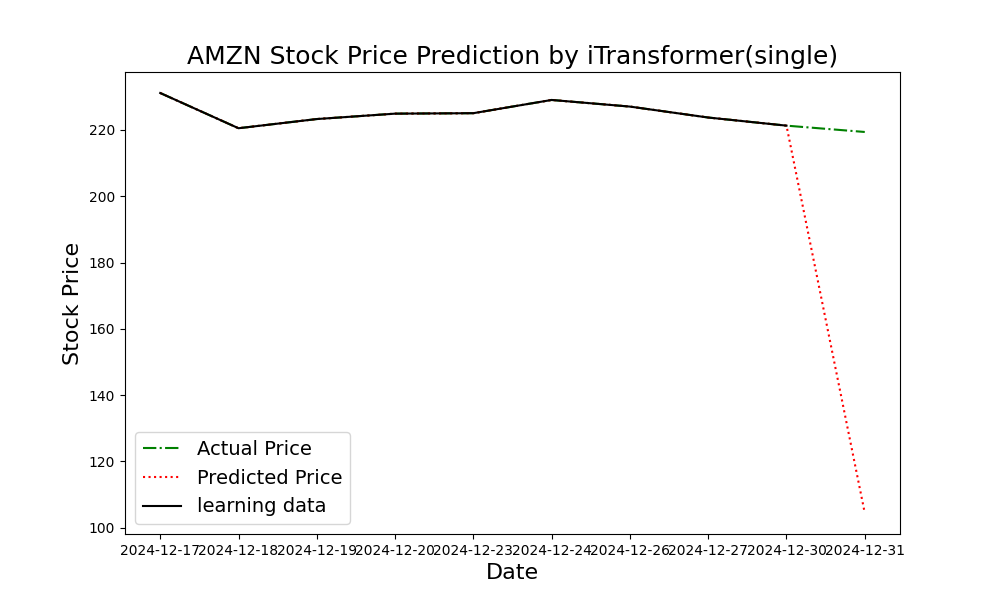 AMZN Stock Price Prediction by iTransformer(single)
Stock Price
220
200
180
160
140
120
100
Actual Price
Predicted Price
learning data
2024-12-17 2024-12-18 2024-12-19 2024-12-20 2024-12-23 2024-12-24 2024-12-26 2024-12-27 2024-12-30 2024-12-31
Date